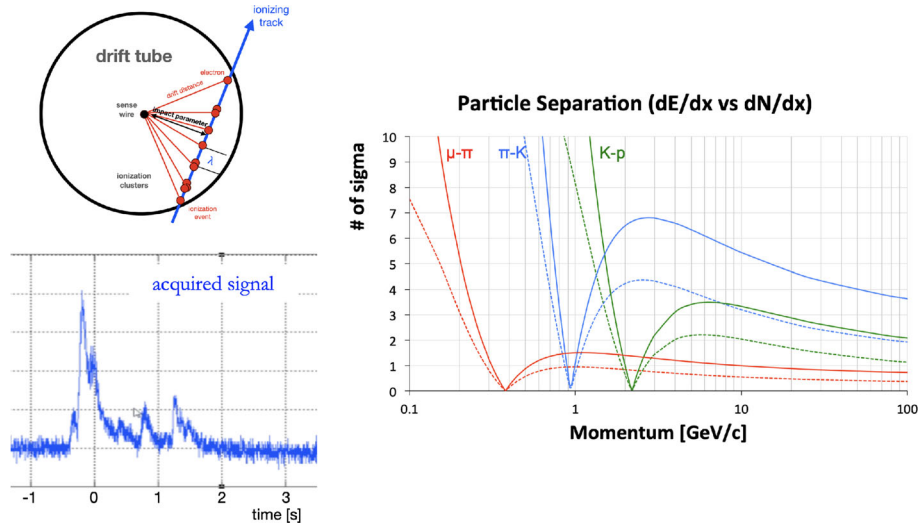 ionizing
track
drift tube
electron
drift distance
sense
wire
impact parameter
λ
ionization
clusters
ionization
event
acquired signal
-1 0 1 2 3
time [s]
Particle Separation (dE/dx vs dN/dx)
# of sigma
10
9
8
7
6
5
4
3
2
1
0
μ-π π-K K-p
0.1 1 10 100
Momentum [GeV/c]